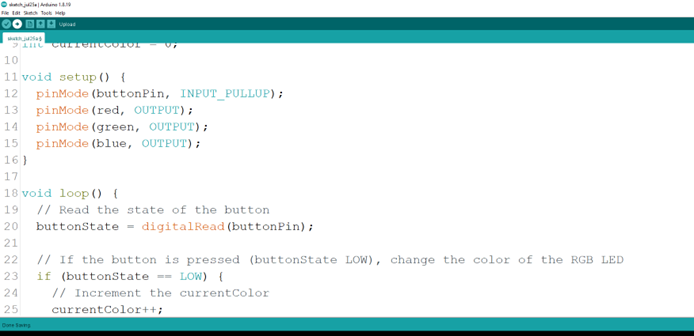 sketch_jul25a | Arduino 1.8.19
File Edit Sketch Tools Help
Upload
sketch_jul25a §
9 int currentColor = 0;
10
11 void setup() {
12 pinMode(buttonPin, INPUT_PULLUP);
13 pinMode(red, OUTPUT);
14 pinMode(green, OUTPUT);
15 pinMode(blue, OUTPUT);
16 }
17
18 void loop() {
19 // Read the state of the button
20 buttonState = digitalRead(buttonPin);
21
22 // If the button is pressed (buttonState LOW), change the color of the RGB LED
23 if (buttonState == LOW) {
24 // Increment the currentColor
25 currentColor++;
Done Saving